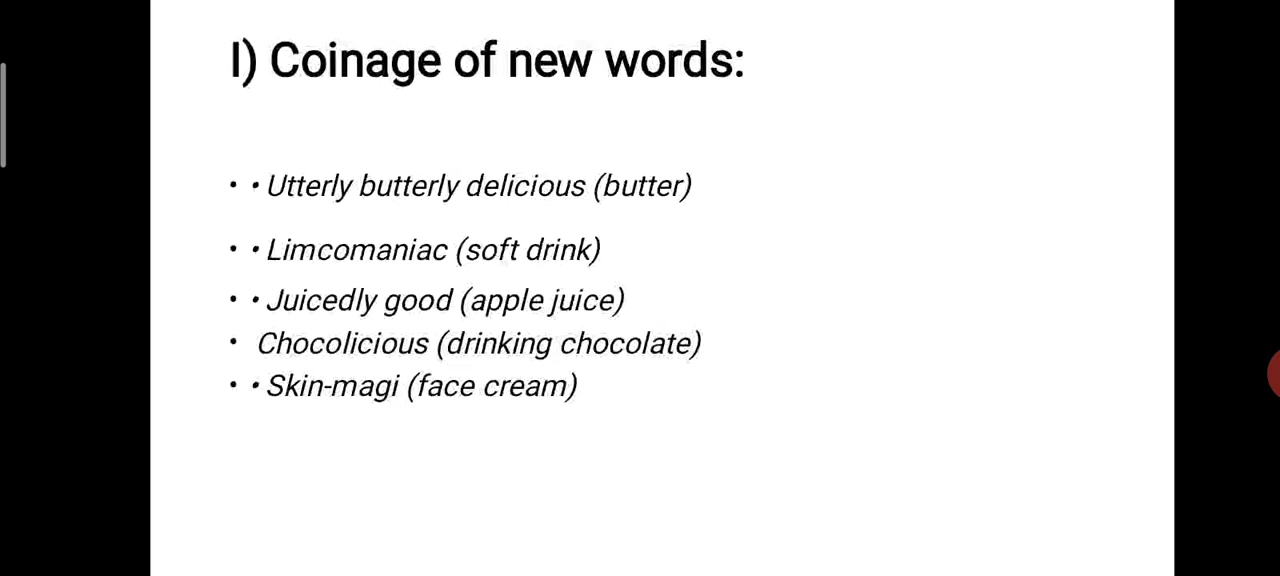 I) Coinage of new words:
• • Utterly butterly delicious (butter)
• • Limcomaniac (soft drink)
• • Juicedly good (apple juice)
• Chocolicious (drinking chocolate)
• • Skin-magi (face cream)